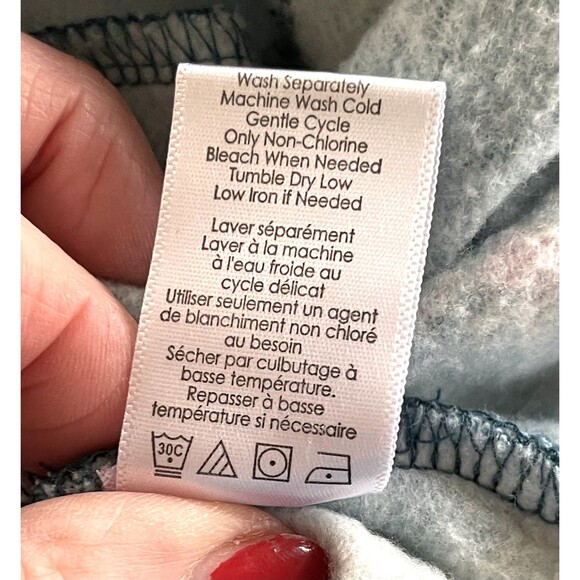 Wash Separately
Machine Wash Cold
Gentle Cycle
Only Non-Chlorine
Bleach When Needed
Tumble Dry Low
Low Iron if Needed
Laver séparément
Laver à la machine
à l'eau froide au
cycle délicat
Utiliser seulement un agent
de blanchiment non chloré
au besoin
Sécher par culbutage à
basse température.
Repasser à basse
température si nécessaire
30C